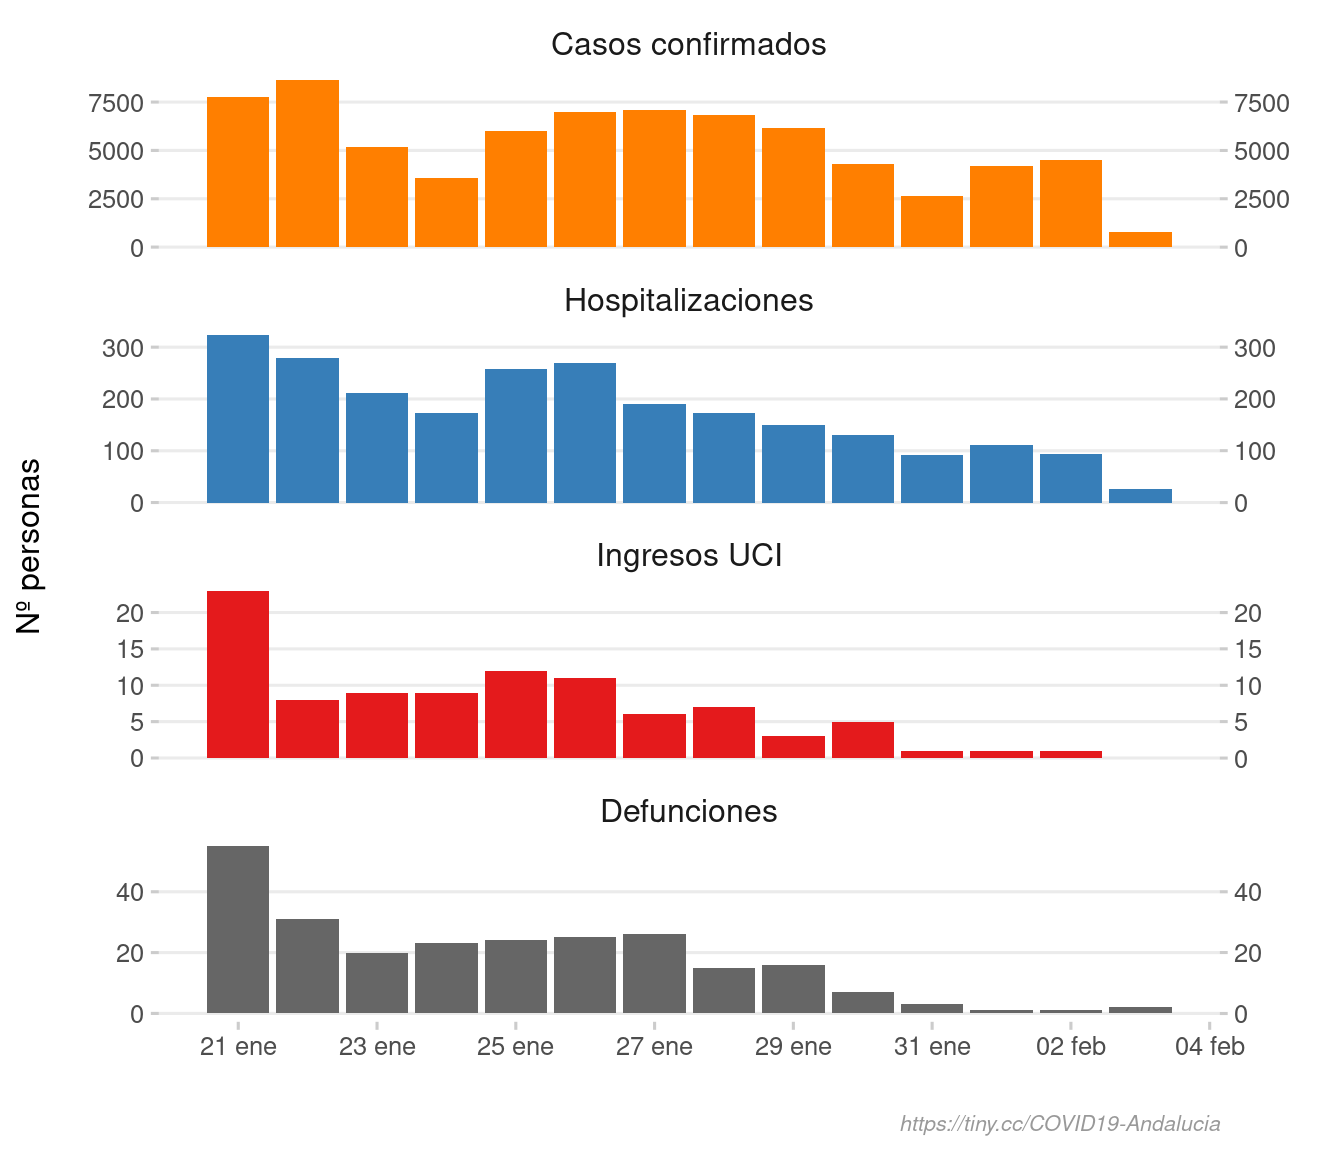 Casos confirmados
7500 7500
5000 5000
2500 2500
0 0
Hospitalizaciones
300 300
200 200
100 100
0 0
Nº personas
Ingresos UCI
20 20
15 15
10 10
5 5
0 0
Defunciones
40 40
20 20
0 0
21 ene 23 ene 25 ene 27 ene 29 ene 31 ene 02 feb 04 feb
https://tiny.cc/COVID19-Andalucia